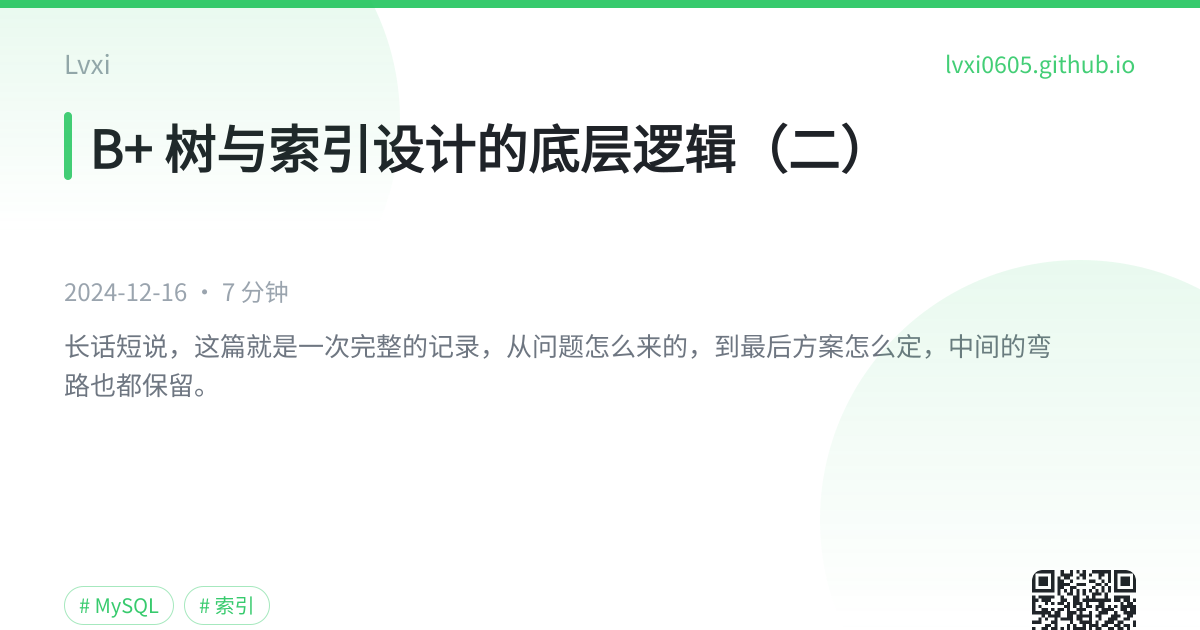 Lvxi
lvxi0605.github.io
B+ 树与索引设计的底层逻辑（二）
2024-12-16 · 7 分钟
长话短说，这篇就是一次完整的记录，从问题怎么来的，到最后方案怎么定，中间的弯
路也都保留。
# MySQL
# 索引